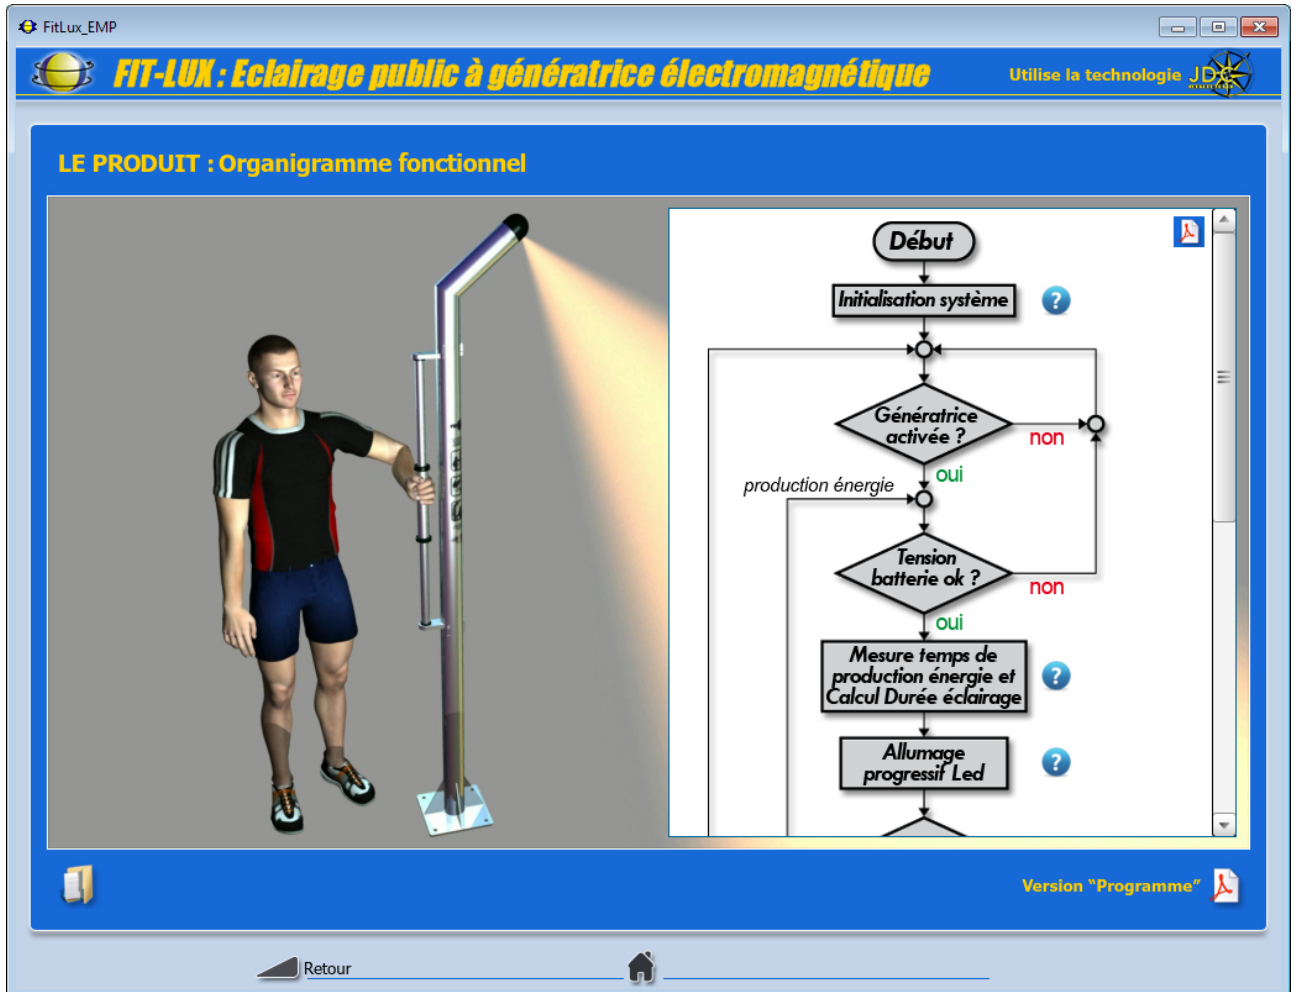 FitLux_EMP
FIT-LUX : Eclairage public à génératrice électromagnétique
Utilise la technologie JDC
LE PRODUIT : Organigramme fonctionnel
Début
Initialisation système
?
Génératrice
activée ?
non
oui
production énergie
Tension
batterie ok ?
non
oui
Mesure temps de
production énergie et
Calcul Durée éclairage
?
Allumage
progressif Led
?
Version "Programme"
Retour